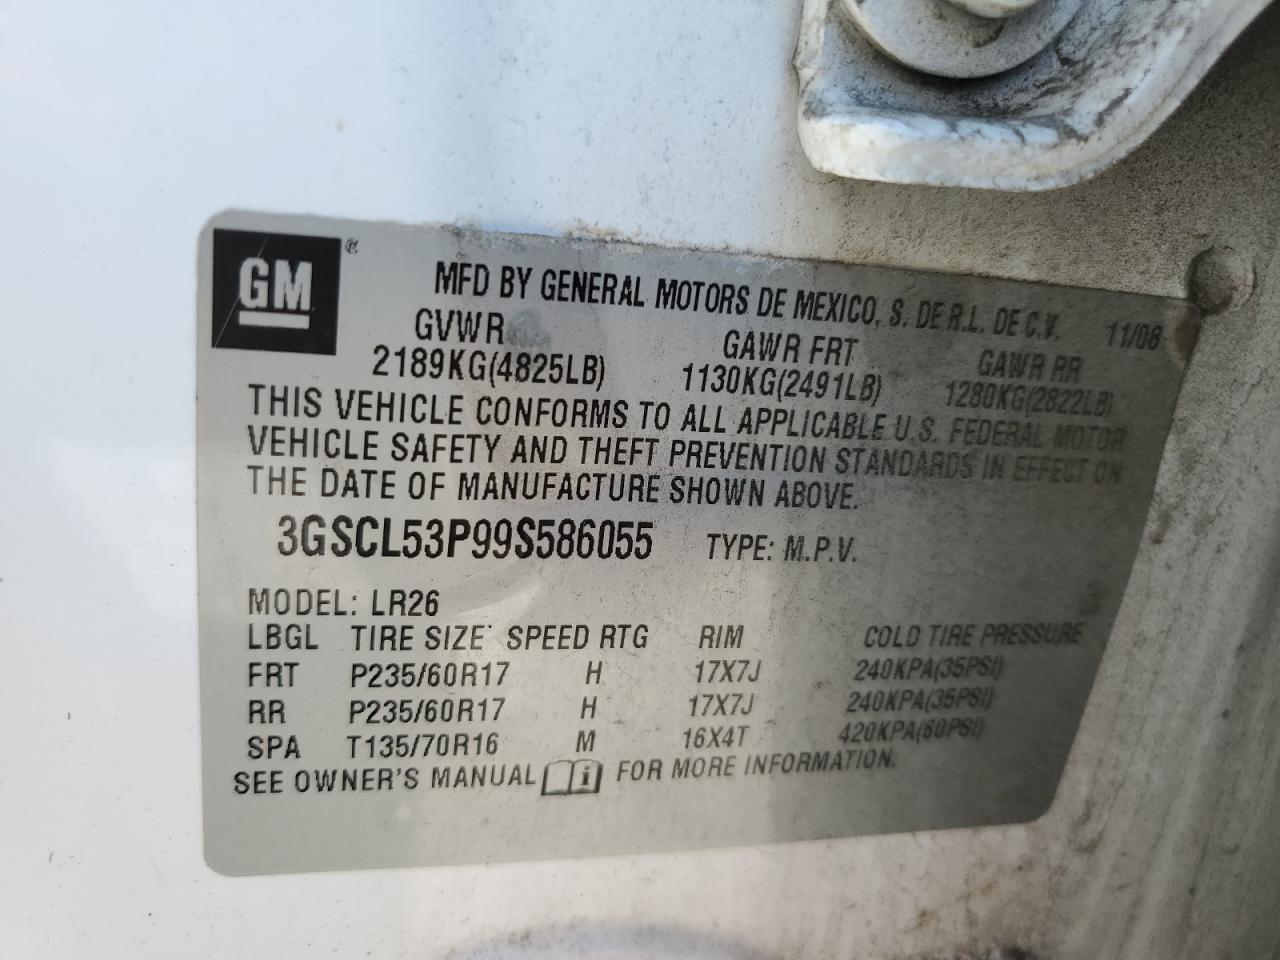 GM ®
MFD BY GENERAL MOTORS DE MEXICO, S. DE R.L. DE C.V. 11/08
GVWR GAWR FRT GAWR RR
2189KG(4825LB) 1130KG(2491LB) 1280KG(2822LB)
THIS VEHICLE CONFORMS TO ALL APPLICABLE U.S. FEDERAL MOTOR
VEHICLE SAFETY AND THEFT PREVENTION STANDARDS IN EFFECT ON
THE DATE OF MANUFACTURE SHOWN ABOVE.
3GSCL53P99S586055 TYPE: M.P.V.
MODEL: LR26
LBGL TIRE SIZE SPEED RTG RIM COLD TIRE PRESSURE
FRT P235/60R17 H 17X7J 240KPA(35PSI)
RR P235/60R17 H 17X7J 240KPA(35PSI)
SPA T135/70R16 M 16X4T 420KPA(60PSI)
SEE OWNER'S MANUAL i FOR MORE INFORMATION.